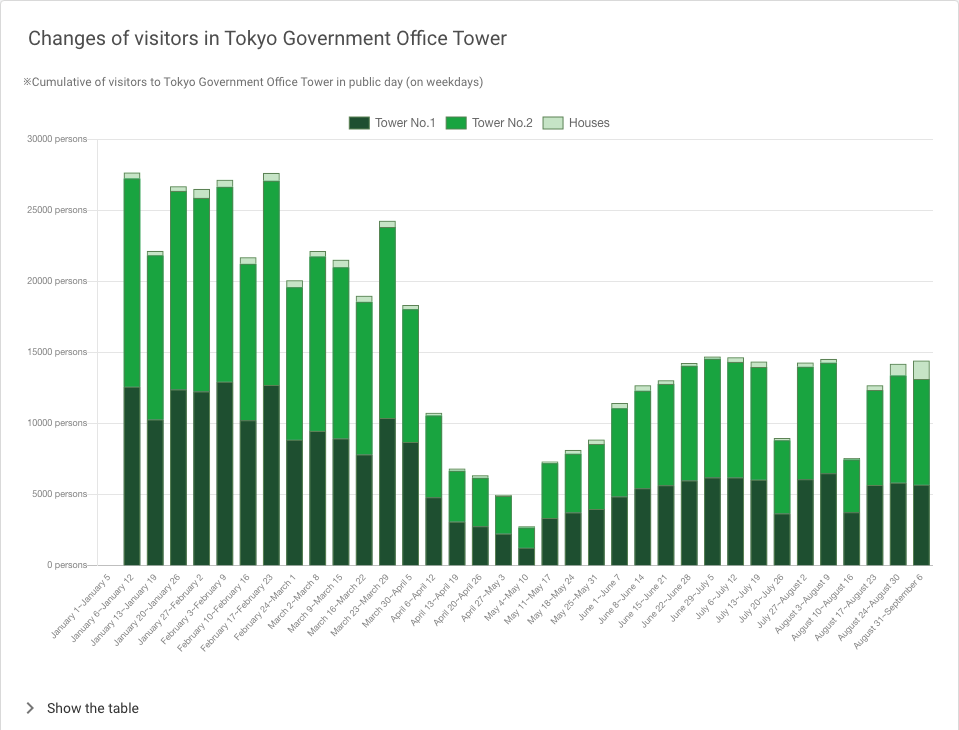 Changes of visitors in Tokyo Government Office Tower
※Cumulative of visitors to Tokyo Government Office Tower in public day (on weekdays)
Tower No.1 Tower No.2 Houses
30000 persons
25000 persons
20000 persons
15000 persons
10000 persons
5000 persons
0 persons
January 1~January 5
January 6~January 12
January 13~January 19
January 20~January 26
January 27~February 2
February 3~February 9
February 10~February 16
February 17~February 23
February 24~March 1
March 2~March 8
March 9~March 15
March 16~March 22
March 23~March 29
March 30~April 5
April 6~April 12
April 13~April 19
April 20~April 26
April 27~May 3
May 4~May 10
May 11~May 17
May 18~May 24
May 25~May 31
June 1~June 7
June 8~June 14
June 15~June 21
June 22~June 28
June 29~July 5
July 6~July 12
July 13~July 19
July 20~July 26
July 27~August 2
August 3~August 9
August 10~August 16
August 17~August 23
August 24~August 30
August 31~September 6
Show the table